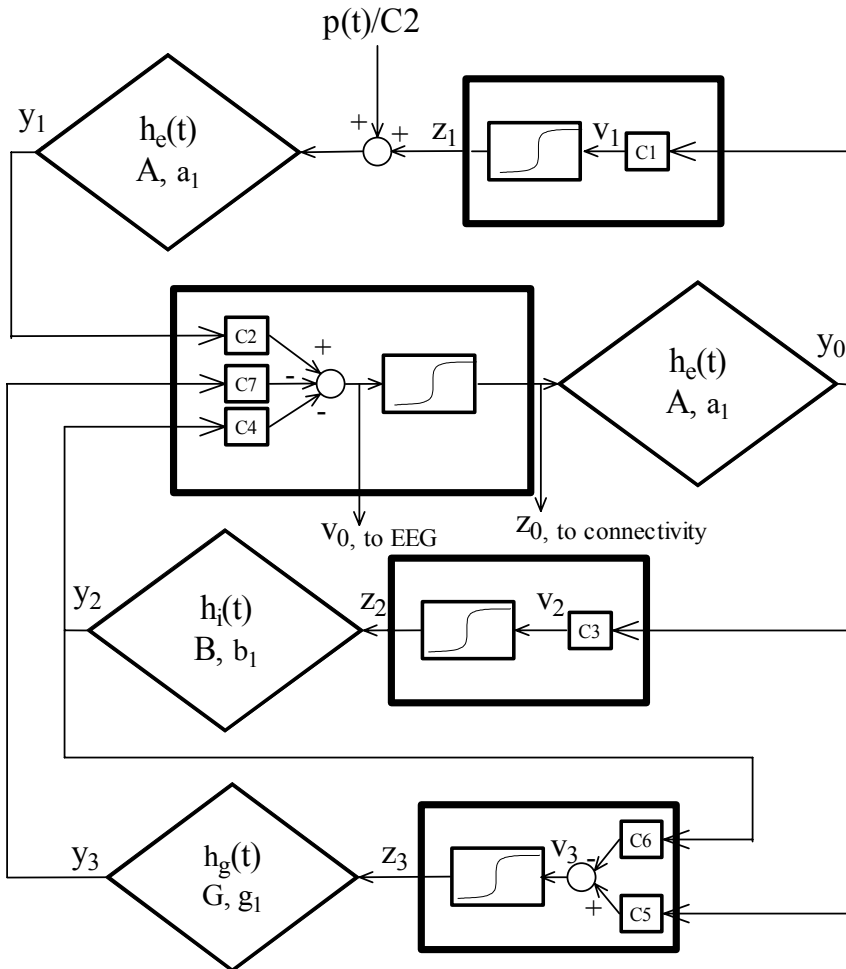 p(t)/C2
y₁
hₑ(t)
A, a₁
+
+
z₁
v₁
C1
C2
C7
C4
+
-
-
v₀, to EEG
z₀, to connectivity
hₑ(t)
A, a₁
y₀
y₂
hᵢ(t)
B, b₁
z₂
v₂
C3
y₃
h_g(t)
G, g₁
z₃
v₃
-
+
C6
C5